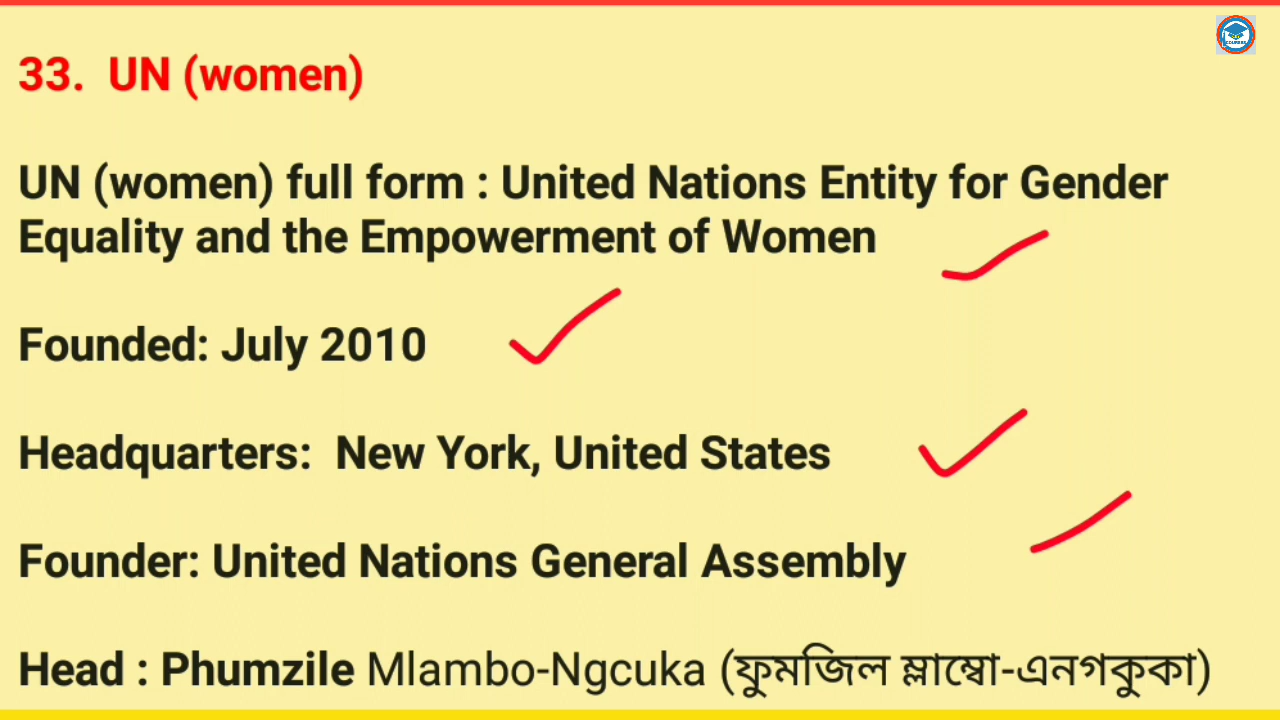 COURSES
33. UN (women)
UN (women) full form : United Nations Entity for Gender
Equality and the Empowerment of Women
Founded: July 2010
Headquarters: New York, United States
Founder: United Nations General Assembly
Head : Phumzile Mlambo-Ngcuka (ফুমজিল ম্লাম্বো-এনগকুকা)